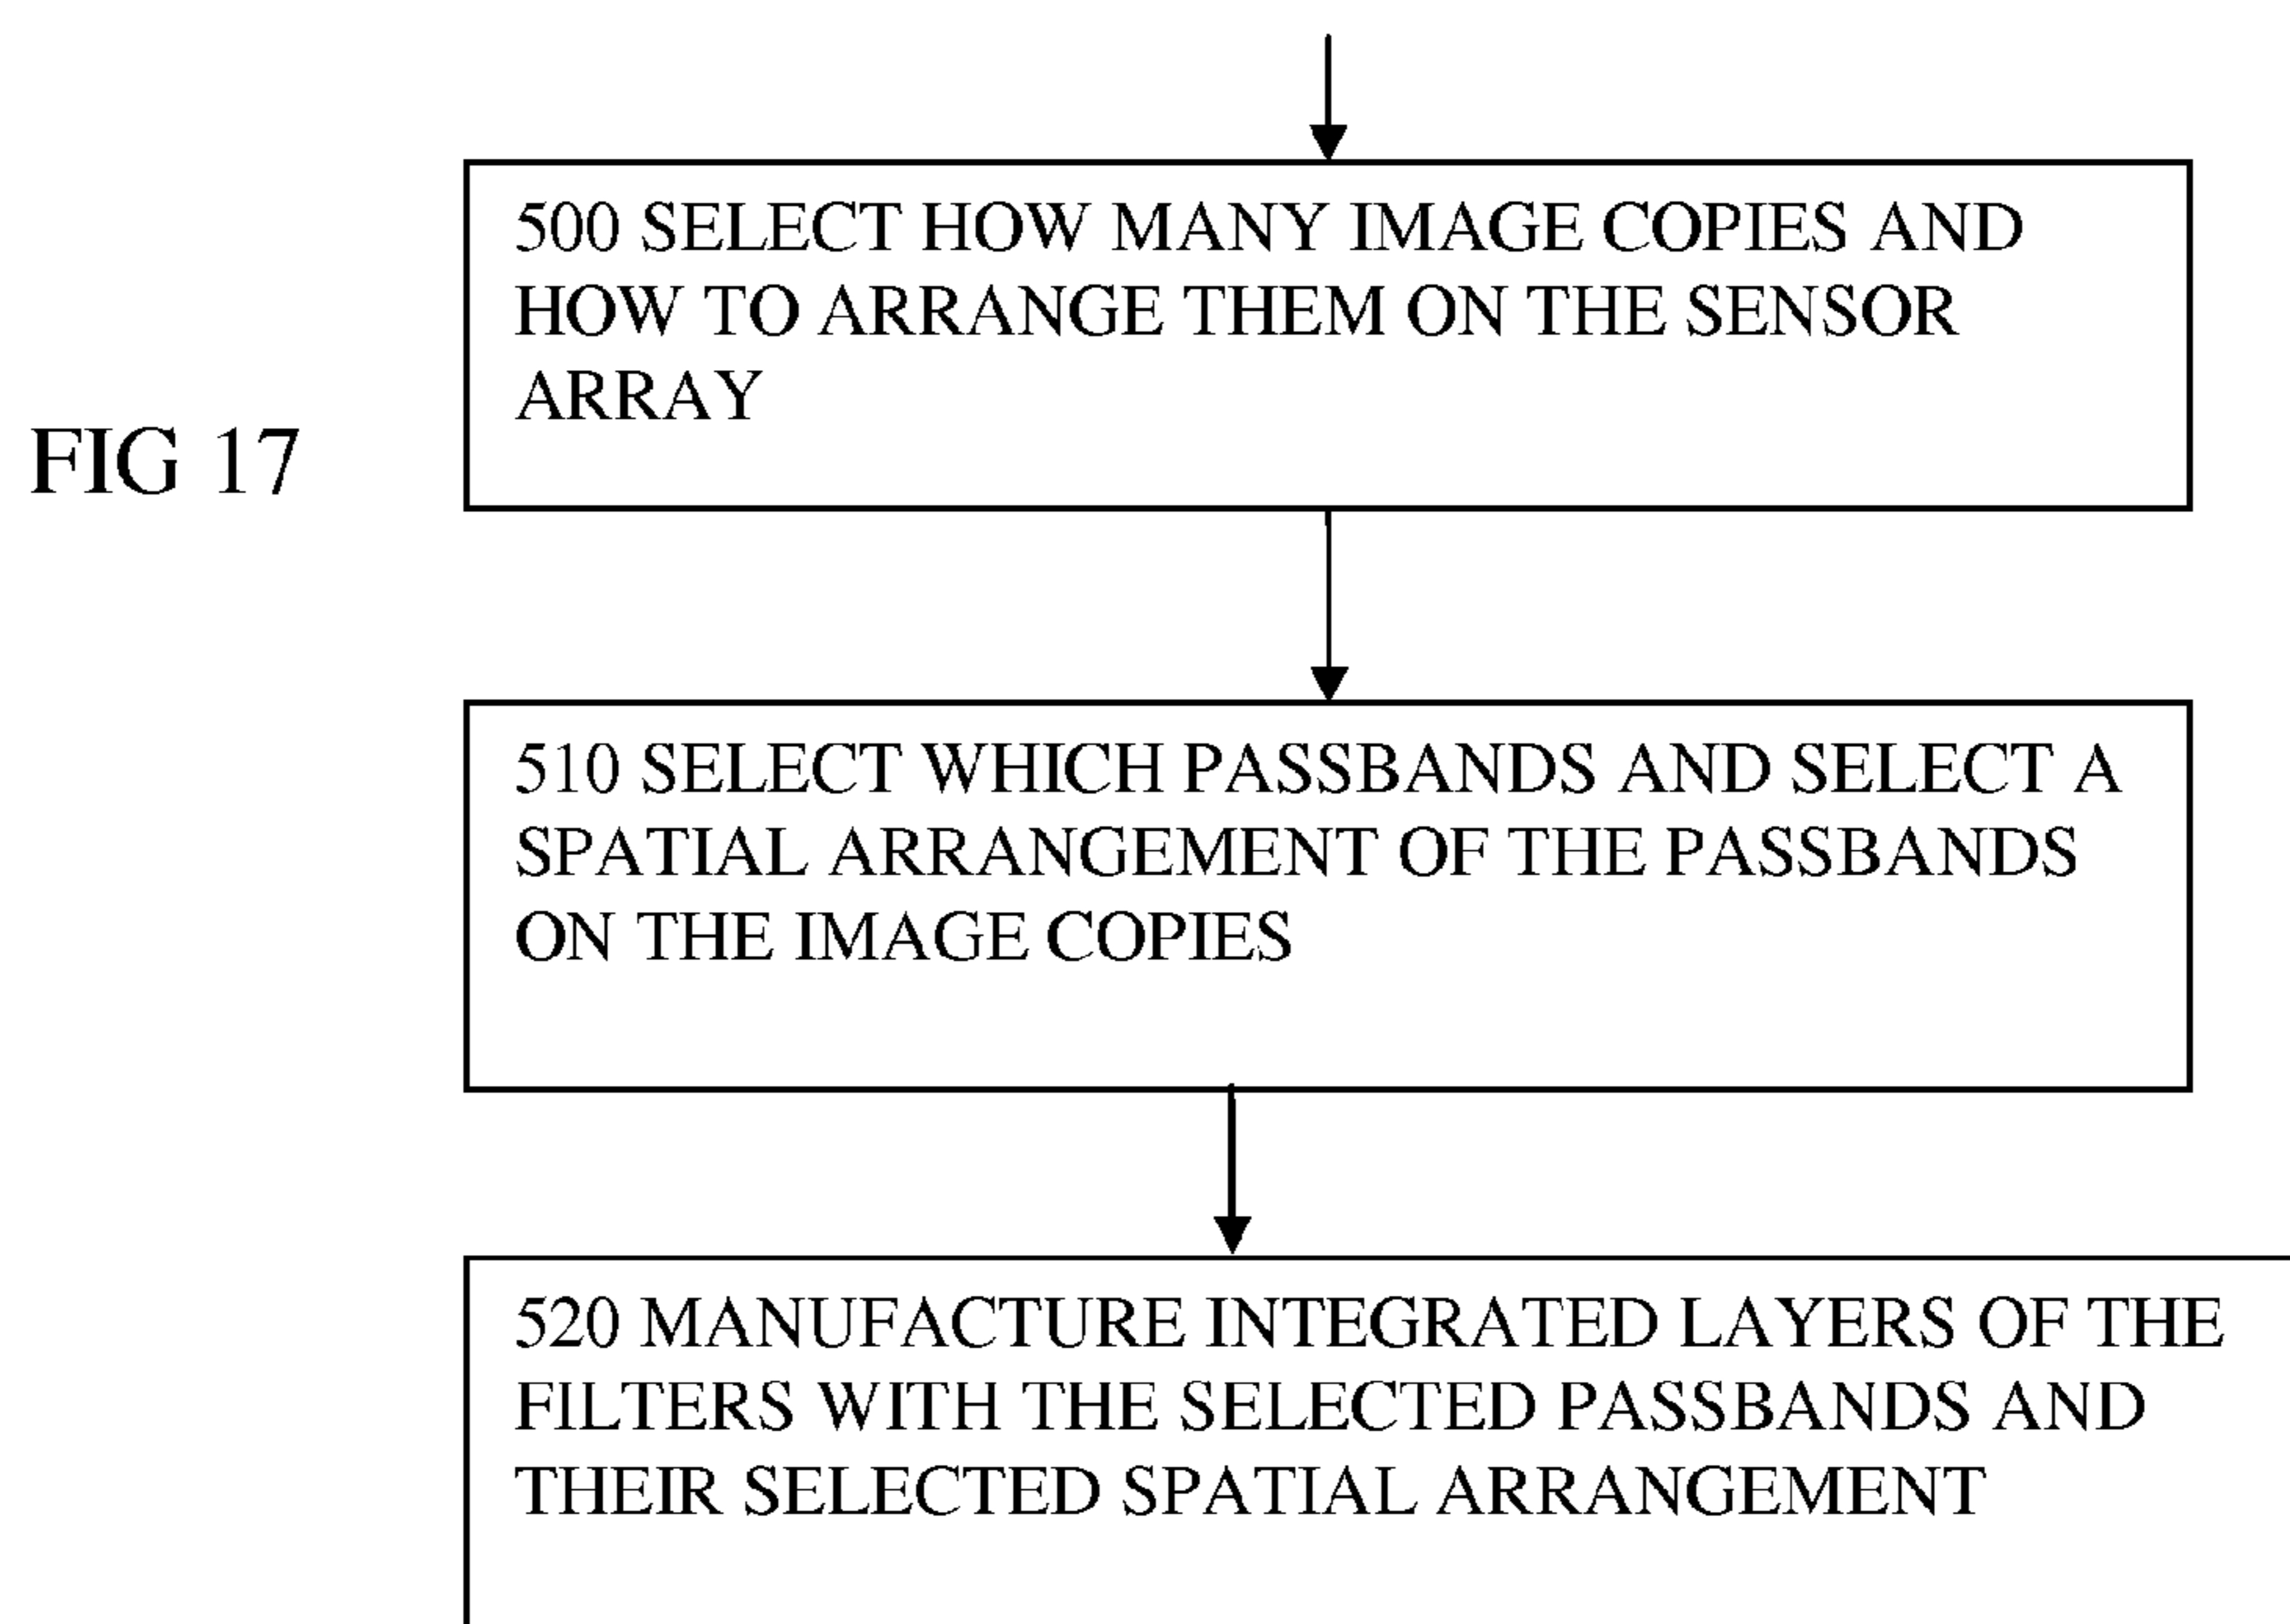 500 SELECT HOW MANY IMAGE COPIES AND
HOW TO ARRANGE THEM ON THE SENSOR
ARRAY
FIG 17
510 SELECT WHICH PASSBANDS AND SELECT A
SPATIAL ARRANGEMENT OF THE PASSBANDS
ON THE IMAGE COPIES
520 MANUFACTURE INTEGRATED LAYERS OF THE
FILTERS WITH THE SELECTED PASSBANDS AND
THEIR SELECTED SPATIAL ARRANGEMENT